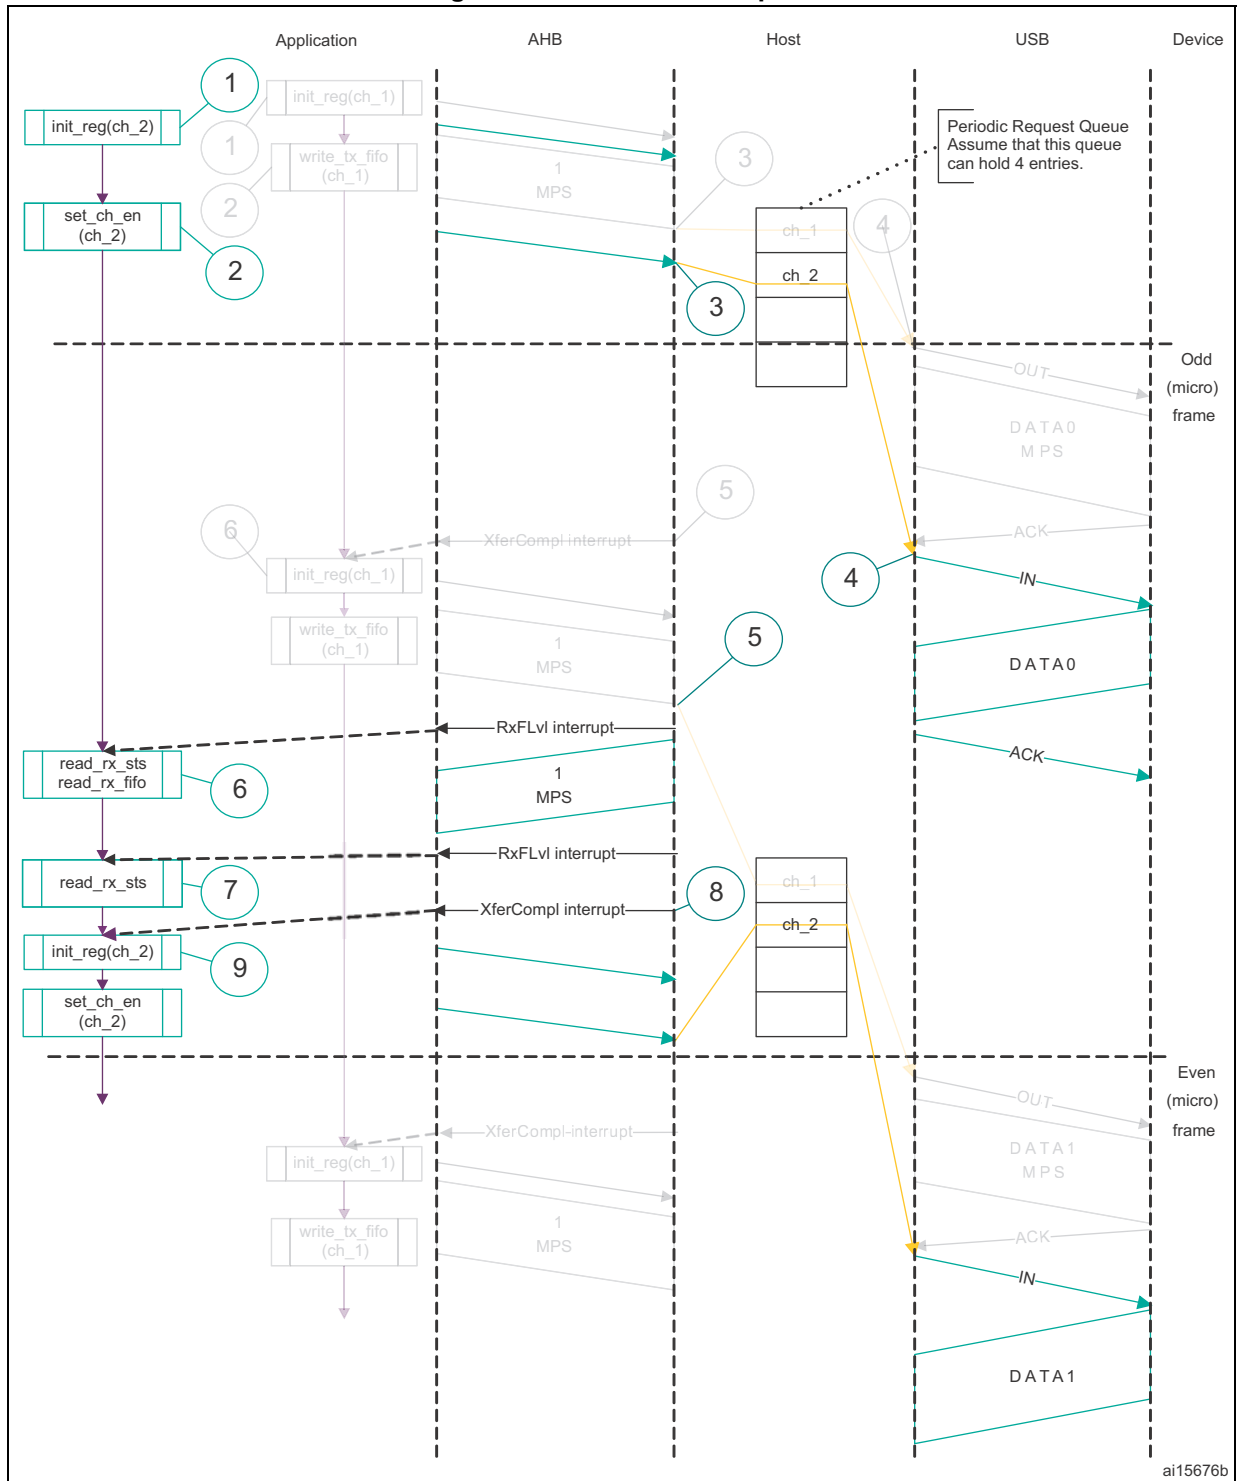 Application
AHB
Host
USB
Device
1
init_reg(ch_1)
init_reg(ch_2)
1
write_tx_fifo
(ch_1)
1
MPS
3
Periodic Request Queue
Assume that this queue
can hold 4 entries.
2
set_ch_en
(ch_2)
2
ch_1
4
ch_2
3
Odd
(micro)
frame
OUT
DATA0
MPS
5
6
XferCompl interrupt
ACK
init_reg(ch_1)
4
IN
write_tx_fifo
(ch_1)
1
MPS
5
DATA0
RxFLvl interrupt
ACK
read_rx_sts
read_rx_fifo
6
1
MPS
RxFLvl interrupt
read_rx_sts
7
8
ch_1
XferCompl interrupt
ch_2
init_reg(ch_2)
9
set_ch_en
(ch_2)
Even
(micro)
frame
OUT
XferCompl-interrupt
DATA1
MPS
init_reg(ch_1)
write_tx_fifo
(ch_1)
1
MPS
ACK
IN
DATA1
ai15676b